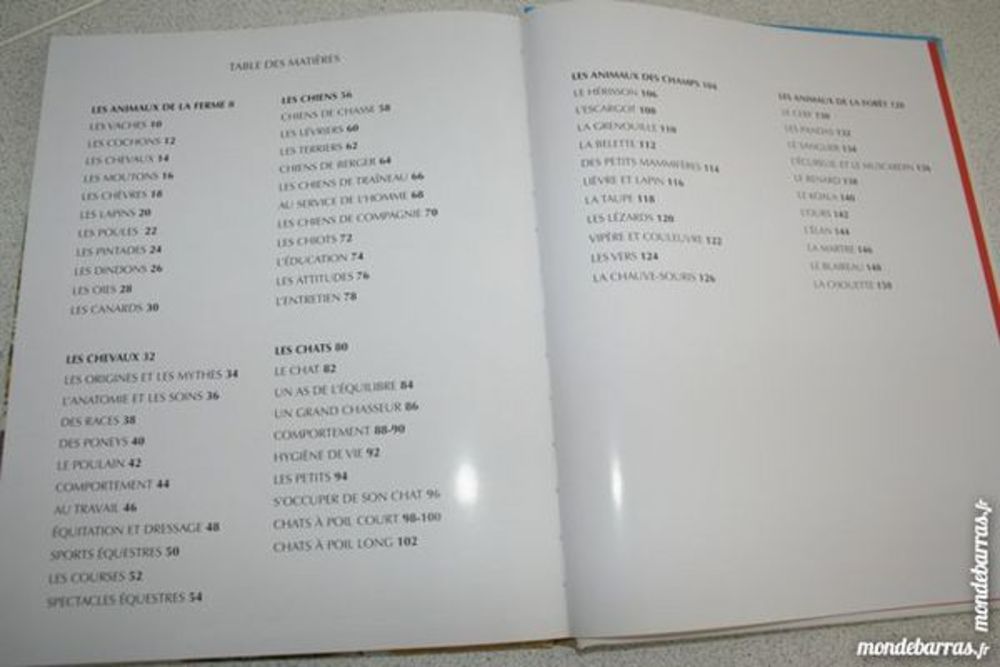 TABLE DES MATIÈRES
LES ANIMAUX DE LA FERME 8
LES VACHES 10
LES COCHONS 12
LES CHEVAUX 14
LES MOUTONS 16
LES CHÈVRES 18
LES LAPINS 20
LES POULES 22
LES PINTADES 24
LES DINDONS 26
LES OIES 28
LES CANARDS 30
LES CHEVAUX 32
LES ORIGINES ET LES MYTHES 34
L'ANATOMIE ET LES SOINS 36
DES RACES 38
DES PONEYS 40
LE POULAIN 42
COMPORTEMENT 44
AU TRAVAIL 46
ÉQUITATION ET DRESSAGE 48
SPORTS ÉQUESTRES 50
LES COURSES 52
SPECTACLES ÉQUESTRES 54
LES CHIENS 56
CHIENS DE CHASSE 58
LES LÉVRIERS 60
LES TERRIERS 62
CHIENS DE BERGER 64
LES CHIENS DE TRAÎNEAU 66
AU SERVICE DE L'HOMME 68
LES CHIENS DE COMPAGNIE 70
LES CHIOTS 72
L'ÉDUCATION 74
LES ATTITUDES 76
L'ENTRETIEN 78
LES CHATS 80
LE CHAT 82
UN AS DE L'ÉQUILIBRE 84
UN GRAND CHASSEUR 86
COMPORTEMENT 88-90
HYGIÈNE DE VIE 92
LES PETITS 94
S'OCCUPER DE SON CHAT 96
CHATS À POIL COURT 98-100
CHATS À POIL LONG 102
LES ANIMAUX DES CHAMPS 104
LE HÉRISSON 106
L'ESCARGOT 108
LA GRENOUILLE 110
LA BELETTE 112
DES PETITS MAMMIFÈRES 114
LIÈVRE ET LAPIN 116
LA TAUPE 118
LES LÉZARDS 120
VIPÈRE ET COULEUVRE 122
LES VERS 124
LA CHAUVE-SOURIS 126
LES ANIMAUX DE LA FORÊT
LE CERF 130
LES PANDAS 132
LE SANGLIER 134
L'ÉCUREUIL ET LE MUSCARDIN 136
LE RENARD 138
LE KOALA 140
L'OURS 142
L'ÉLAN 144
LA MARTRE 146
LE BLAIREAU 148
LA CHOUETTE 150
mondebarras.fr
mondebarras.fr